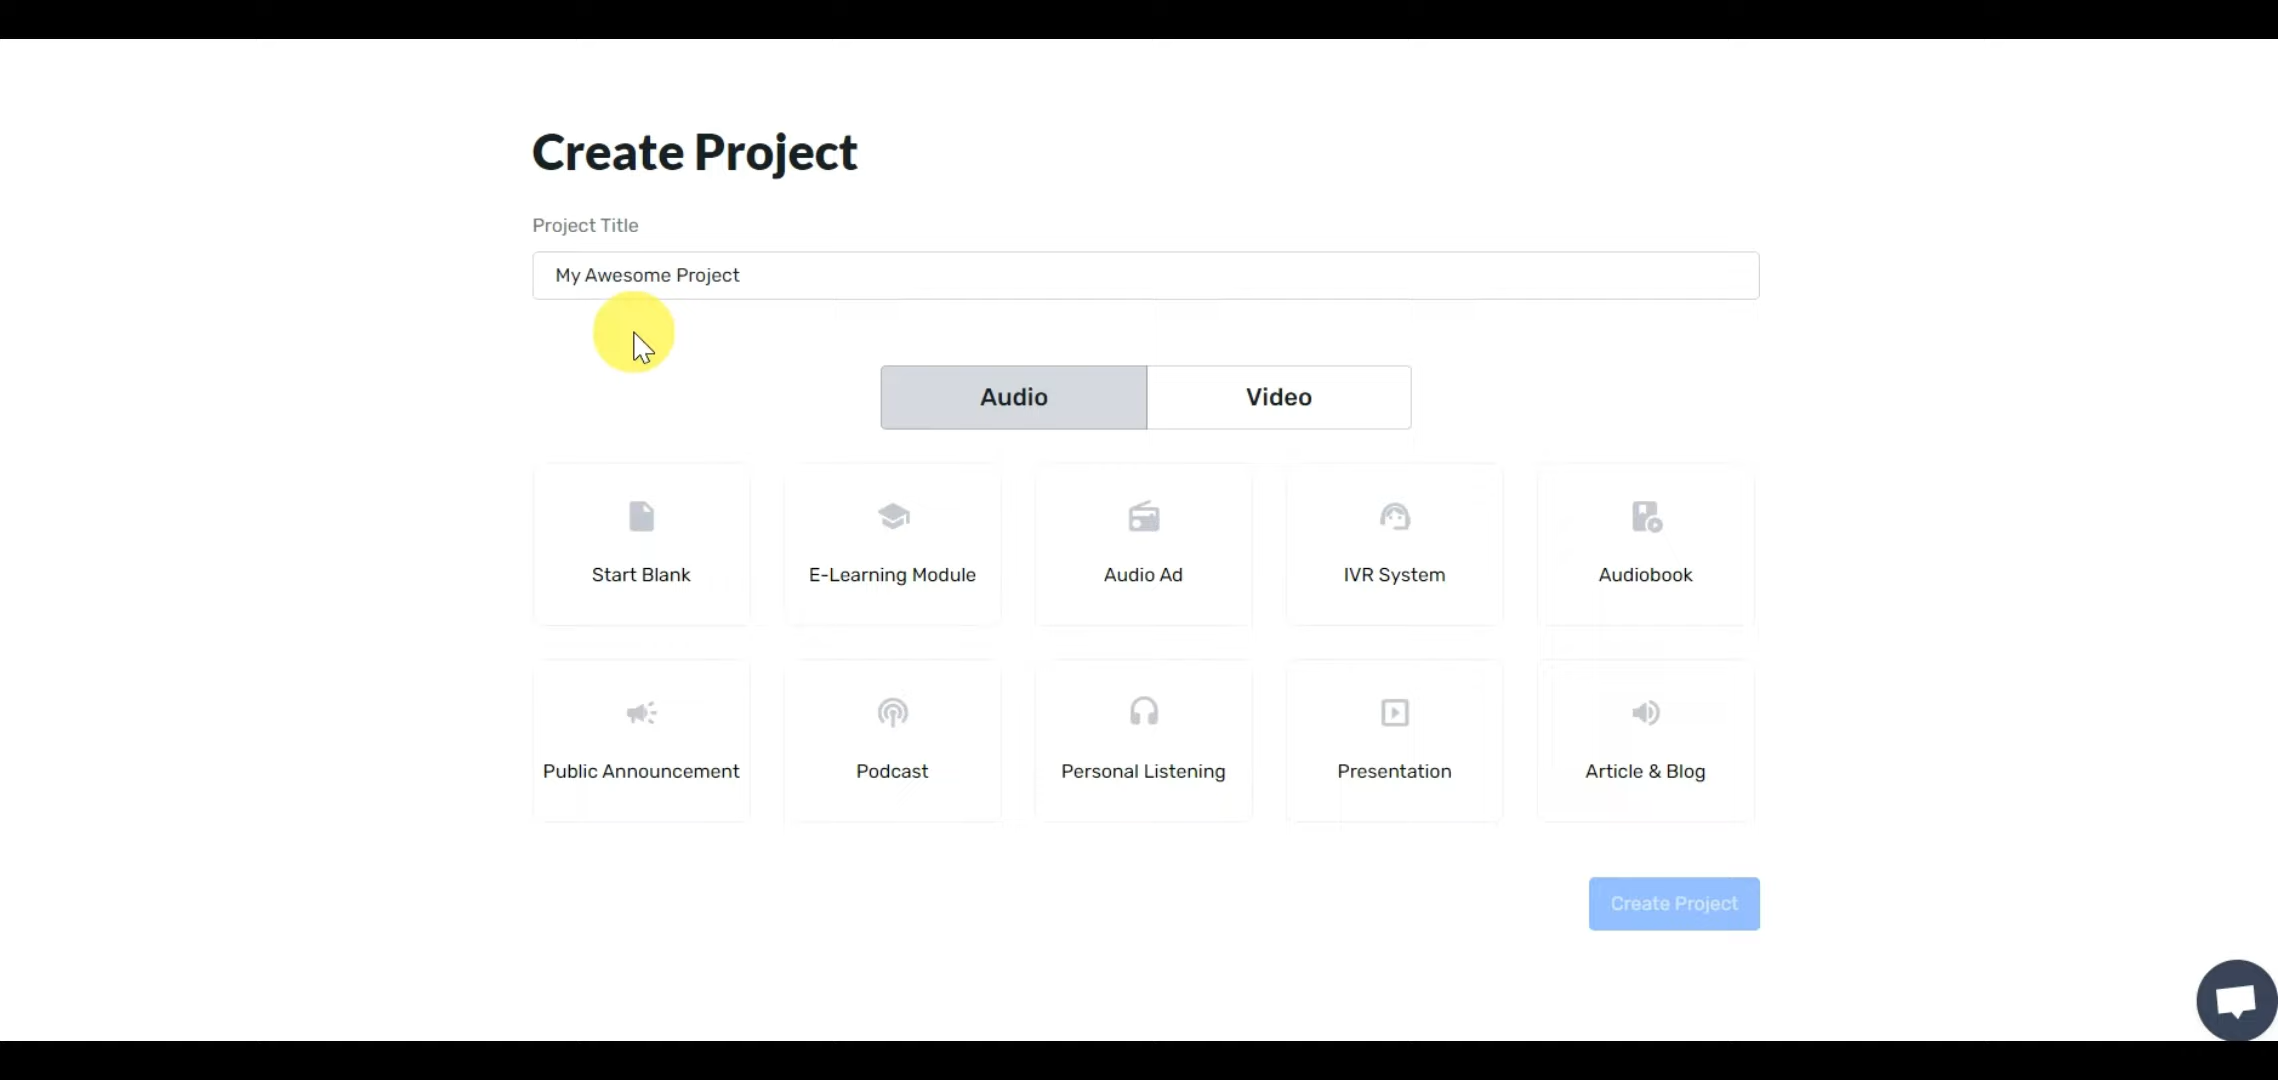 Create Project
Project Title
My Awesome Project
Audio
Video
Start Blank
E-Learning Module
Audio Ad
IVR System
Audiobook
Public Announcement
Podcast
Personal Listening
Presentation
Article & Blog
Create Project